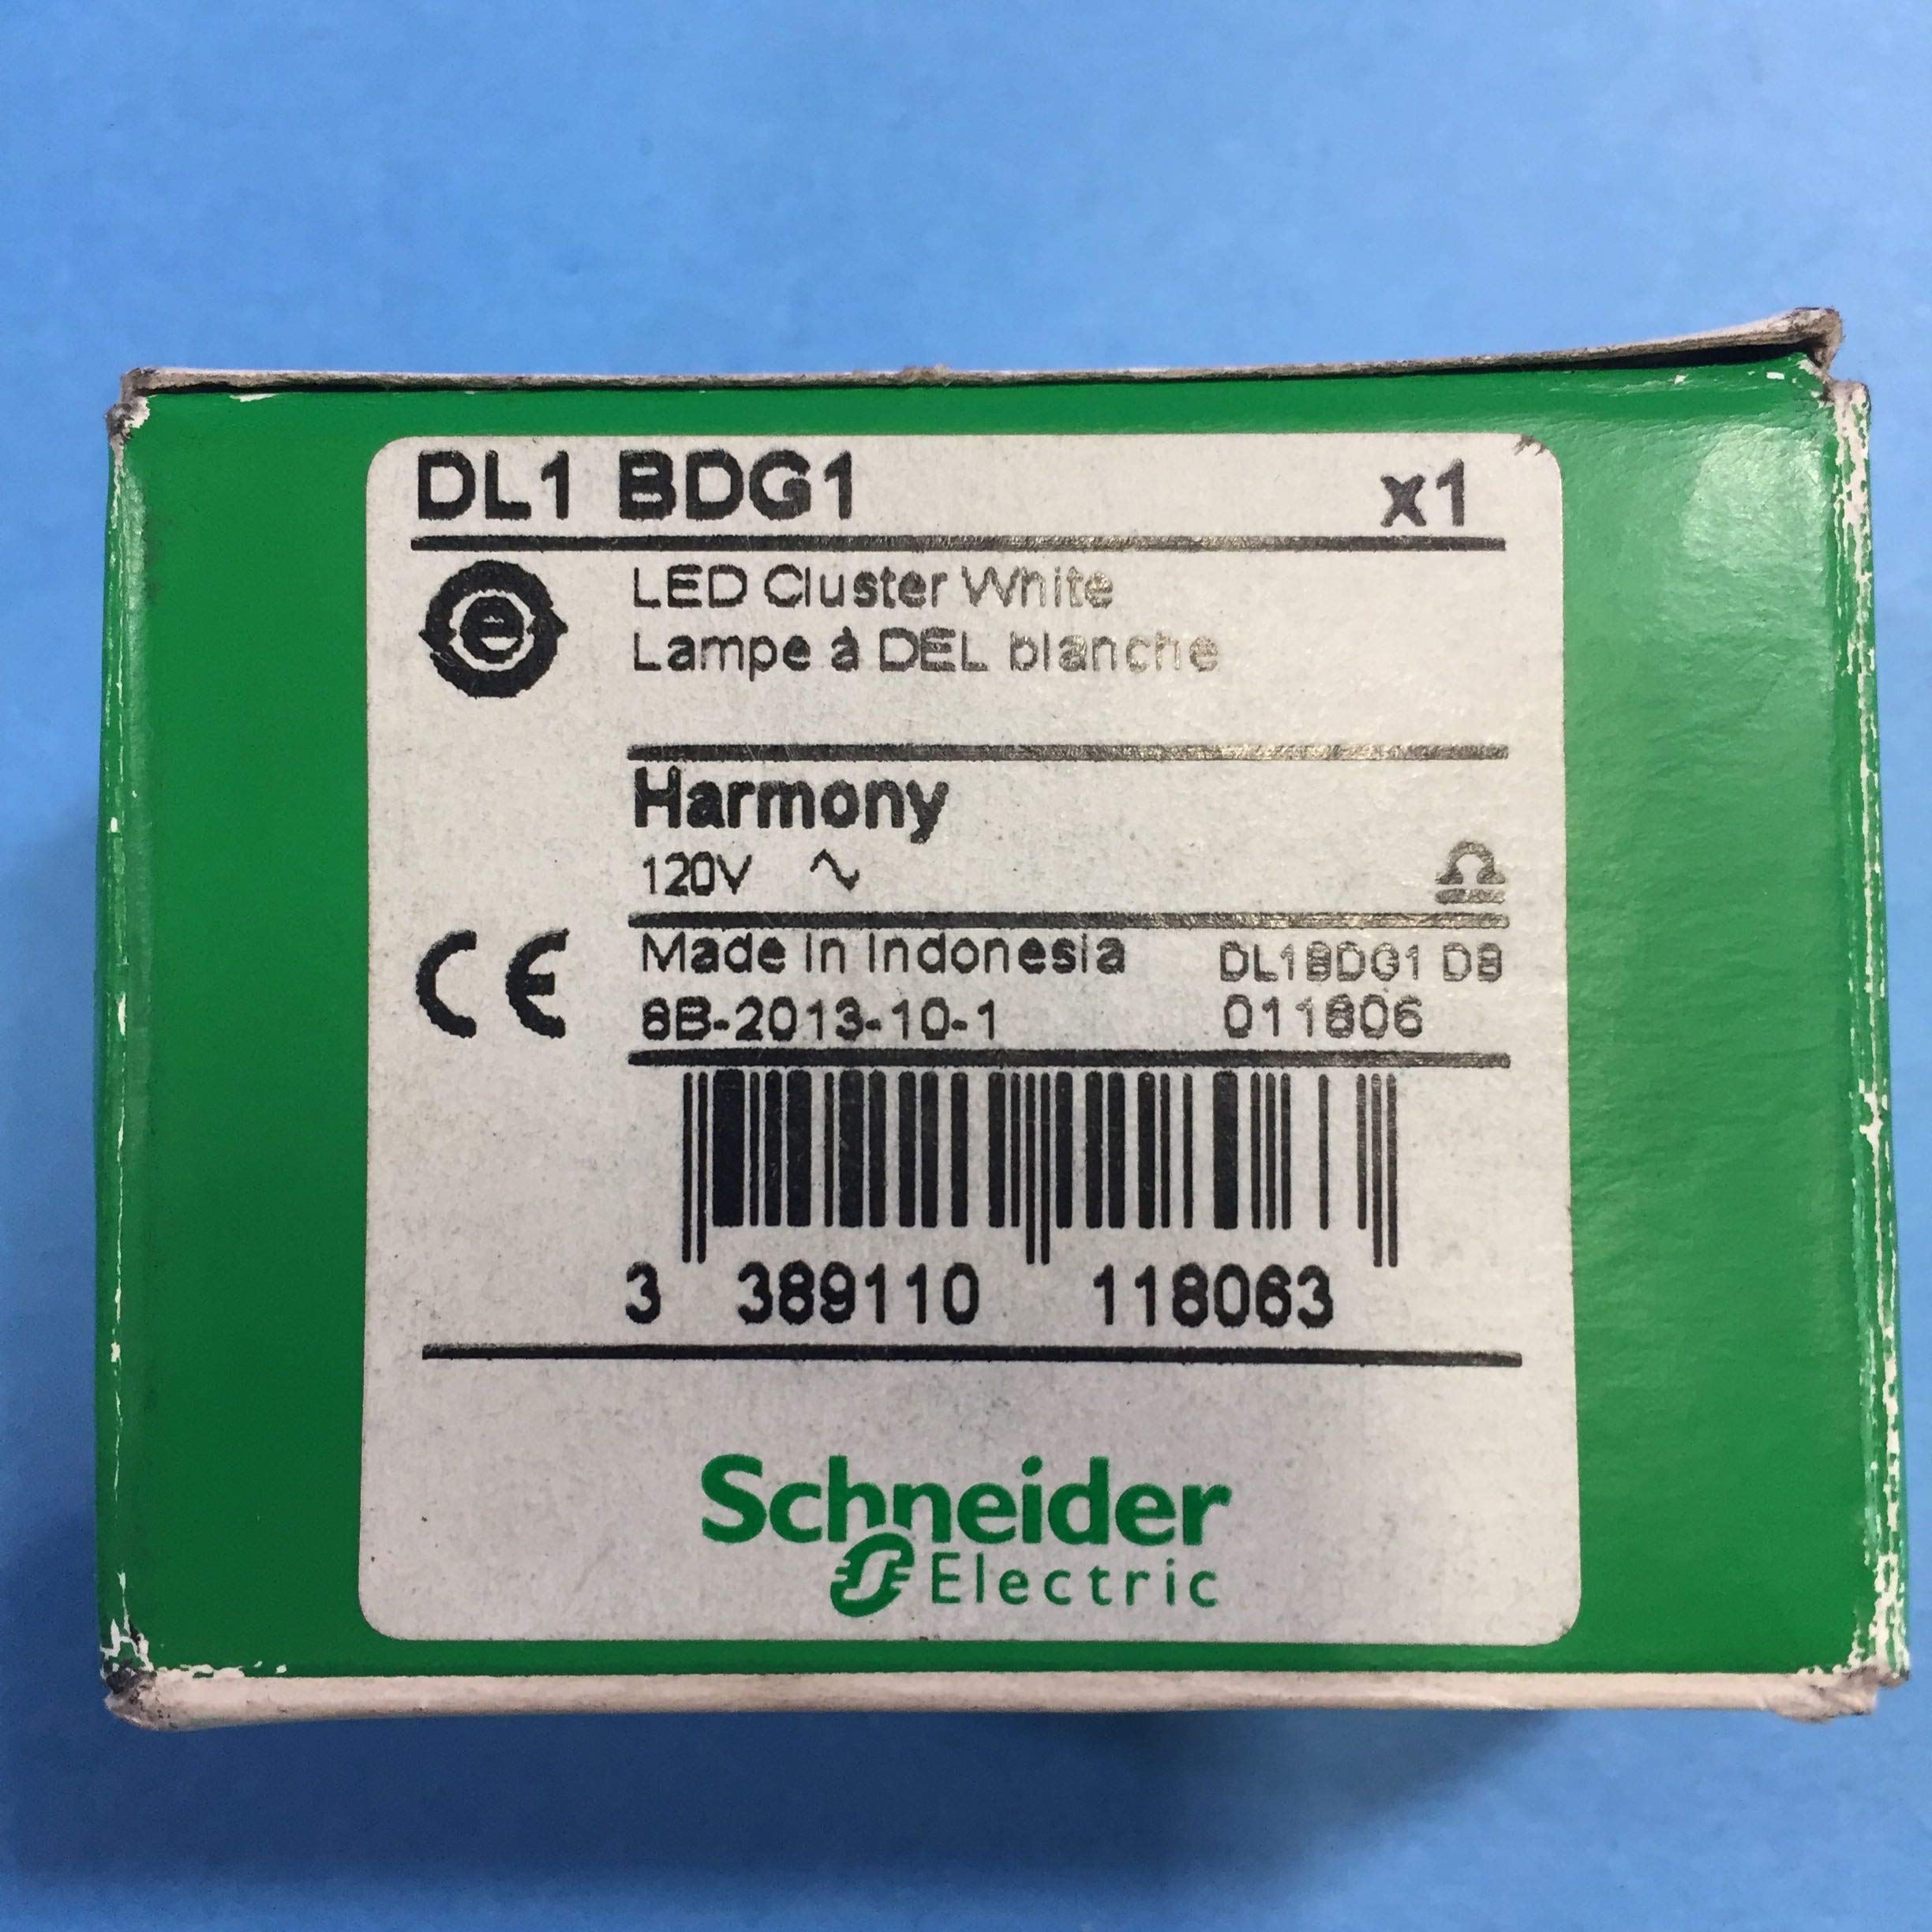 DL1 BDG1 x1
e
LED Cluster White
Lampe à DEL blanche
Harmony
120V ∿
CE
Made in Indonesia DL1BDG1 DB
8B-2013-10-1 011806
3 389110 118063
Schneider
Electric